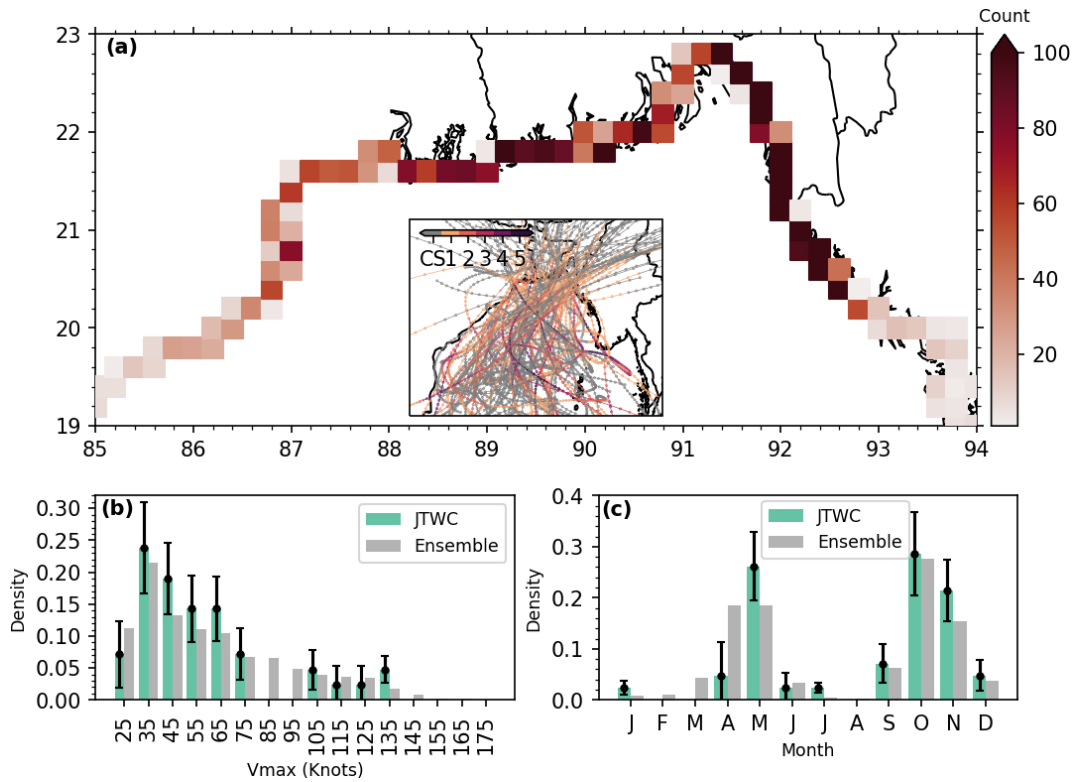 Count
(a)
23
22
21
20
19
85 86 87 88 89 90 91 92 93 94
CS1 2 3 4 5
100
80
60
40
20
(b)
JTWC
Ensemble
Density
0.30
0.25
0.20
0.15
0.10
0.05
0.00
25 35 45 55 65 75 85 95 105 115 125 135 145 155 165 175
Vmax (Knots)
(c)
JTWC
Ensemble
Density
0.4
0.3
0.2
0.1
0.0
J F M A M J J A S O N D
Month